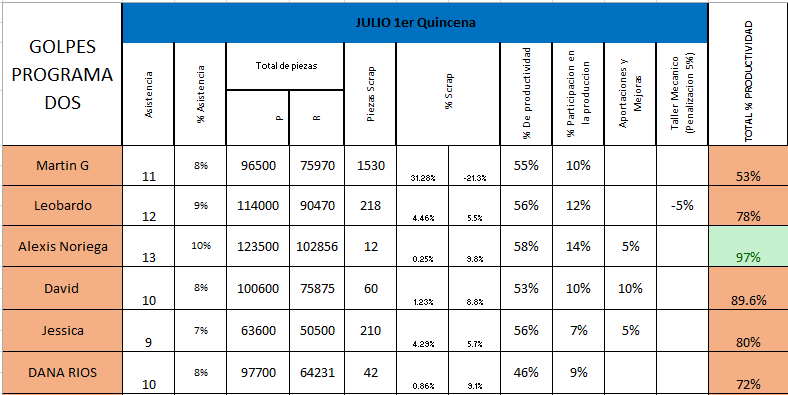 JULIO 1er Quincena
GOLPES
PROGRAMA
DOS
Asistencia
% Asistencia
Total de piezas
P
R
Piezas Scrap
% Scrap
% De productividad
% Participacion en
la produccion
Aportaciones y
Mejoras
Taller Mecanico
(Penalizacion 5%)
TOTAL % PRODUCTIVIDAD
Martin G 11 8% 96500 75970 1530 31.28% -21.3% 55% 10% 53%
Leobardo 12 9% 114000 90470 218 4.46% 5.5% 56% 12% -5% 78%
Alexis Noriega 13 10% 123500 102856 12 0.25% 9.8% 58% 14% 5% 97%
David 10 8% 100600 75875 60 1.23% 8.8% 53% 10% 10% 89.6%
Jessica 9 7% 63600 50500 210 4.29% 5.7% 56% 7% 5% 80%
DANA RIOS 10 8% 97700 64231 42 0.86% 9.1% 46% 9% 72%